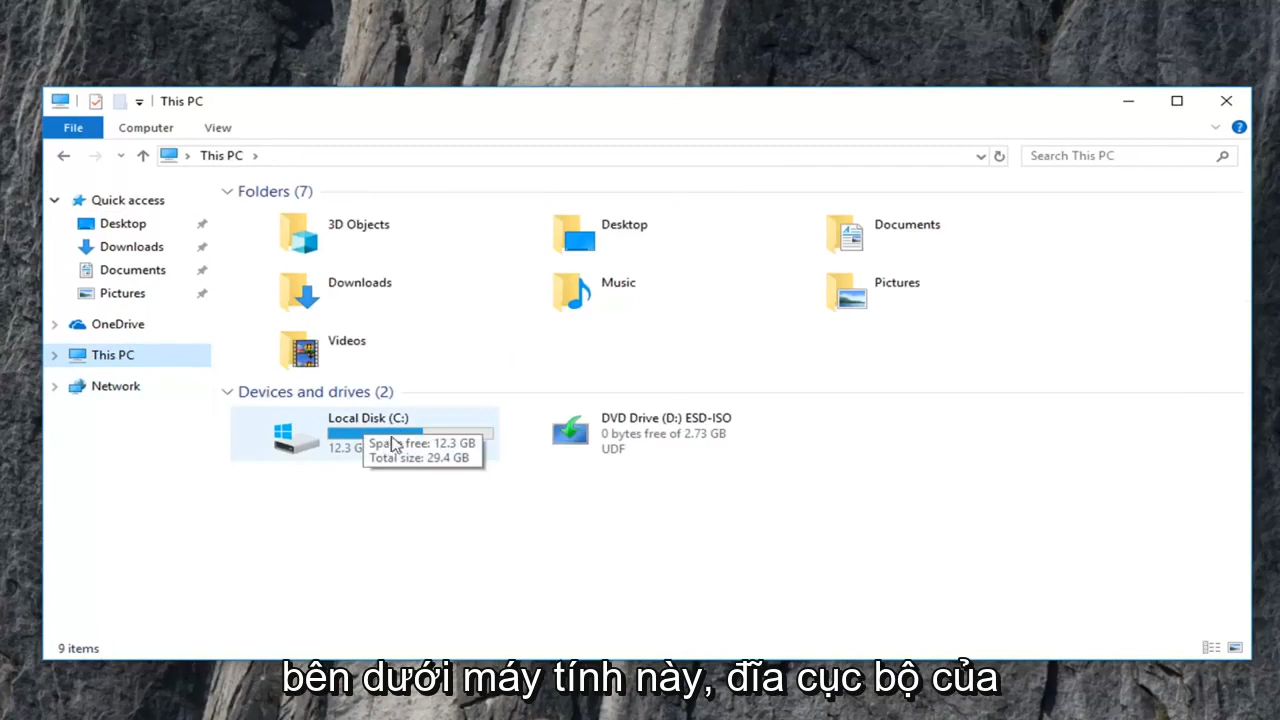 This PC
File Computer View
This PC
Search This PC
Quick access
Desktop
Downloads
Documents
Pictures
OneDrive
This PC
Network
Folders (7)
3D Objects
Desktop
Documents
Downloads
Music
Pictures
Videos
Devices and drives (2)
Local Disk (C:)
12.3 G
Space free: 12.3 GB
Total size: 29.4 GB
DVD Drive (D:) ESD-ISO
0 bytes free of 2.73 GB
UDF
9 items
bên dưới máy tính này, đĩa cục bộ của